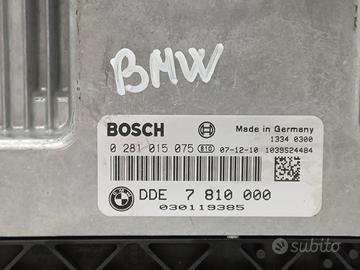 BMW
BOSCH
Made in Germany
1334 0300
0 281 015 075 810 07-12-10 1039S24484
DDE 7 810 000
030119385
subito